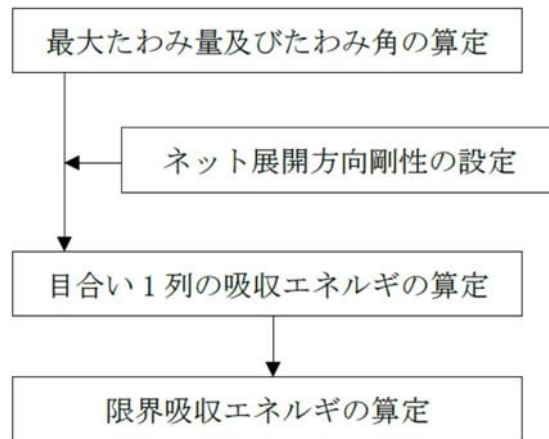 最大たわみ量及びたわみ角の算定
ネット展開方向剛性の設定
目合い1列の吸収エネルギの算定
限界吸収エネルギの算定